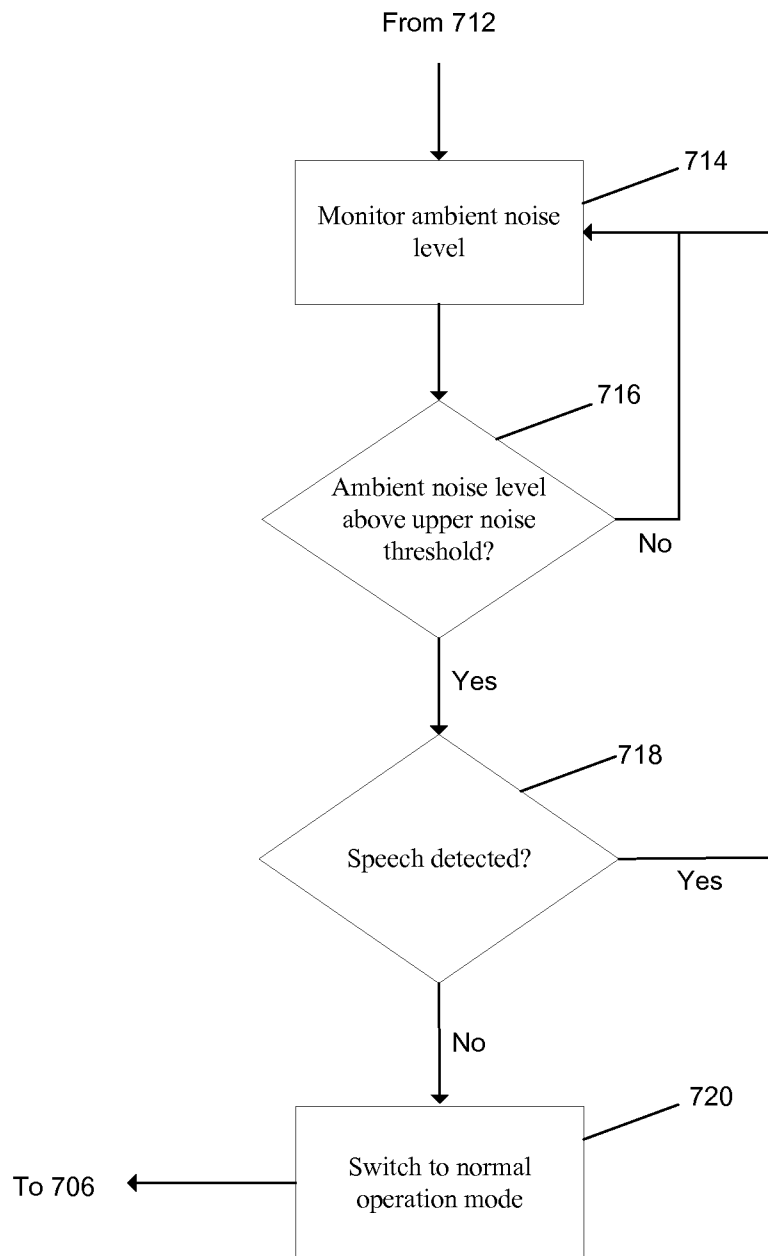 From 712
714
Monitor ambient noise
level
716
Ambient noise level
above upper noise
threshold?
No
Yes
718
Speech detected?
Yes
No
720
Switch to normal
operation mode
To 706